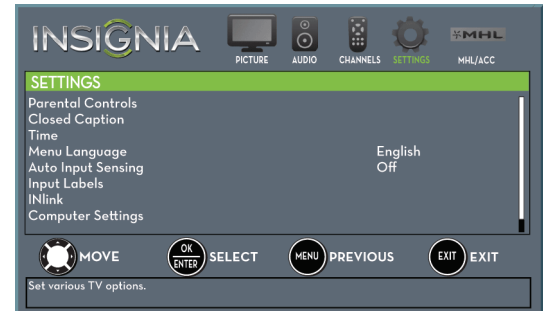 INSIGNIA
PICTURE AUDIO CHANNELS SETTINGS MHL MHL/ACC
SETTINGS
Parental Controls
Closed Caption
Time
Menu Language English
Auto Input Sensing Off
Input Labels
INlink
Computer Settings
MOVE OK ENTER SELECT MENU PREVIOUS EXIT EXIT
Set various TV options.